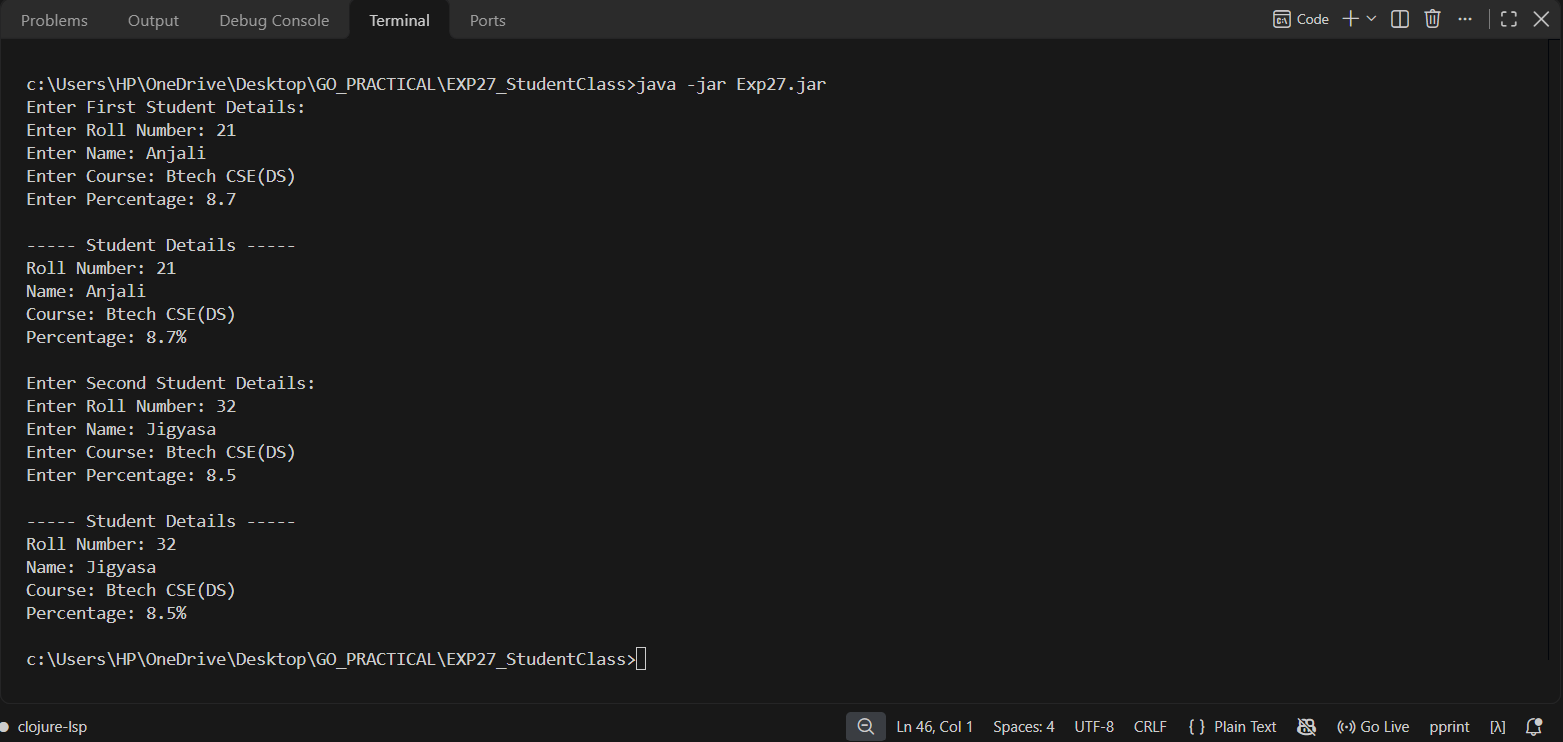 Problems Output Debug Console Terminal Ports Code
c:\Users\HP\OneDrive\Desktop\GO_PRACTICAL\EXP27_StudentClass>java -jar Exp27.jar
Enter First Student Details:
Enter Roll Number: 21
Enter Name: Anjali
Enter Course: Btech CSE(DS)
Enter Percentage: 8.7
----- Student Details -----
Roll Number: 21
Name: Anjali
Course: Btech CSE(DS)
Percentage: 8.7%
Enter Second Student Details:
Enter Roll Number: 32
Enter Name: Jigyasa
Enter Course: Btech CSE(DS)
Enter Percentage: 8.5
----- Student Details -----
Roll Number: 32
Name: Jigyasa
Course: Btech CSE(DS)
Percentage: 8.5%
c:\Users\HP\OneDrive\Desktop\GO_PRACTICAL\EXP27_StudentClass>
clojure-lsp Ln 46, Col 1 Spaces: 4 UTF-8 CRLF { } Plain Text Go Live pprint [λ]